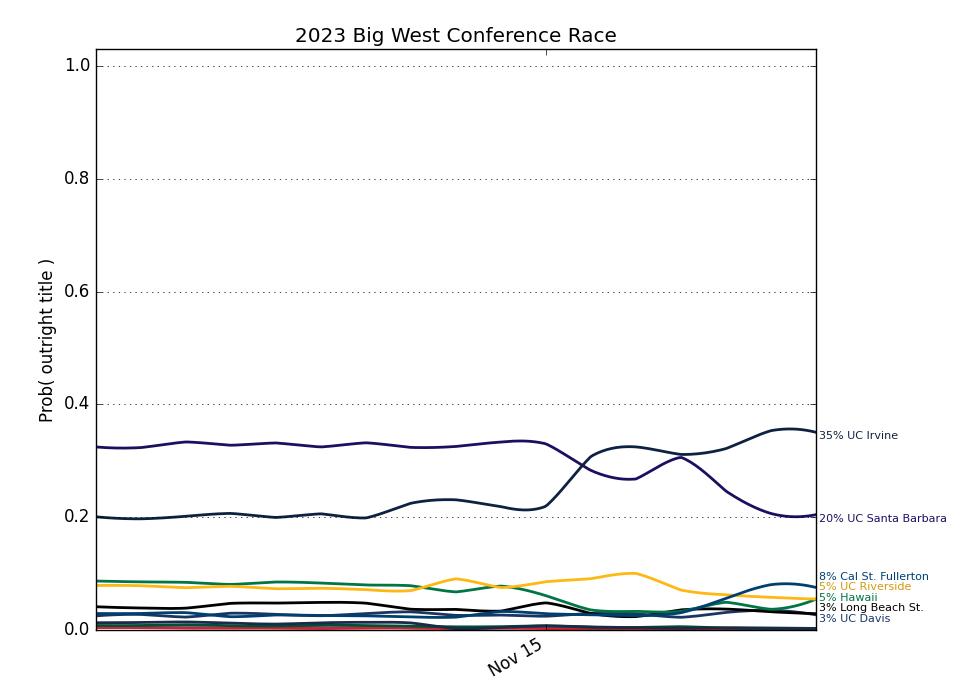 2023 Big West Conference Race
1.0
0.8
0.6
0.4
0.2
0.0
Prob( outright title )
Nov 15
35% UC Irvine
20% UC Santa Barbara
8% Cal St. Fullerton
5% UC Riverside
5% Hawaii
3% Long Beach St.
3% UC Davis